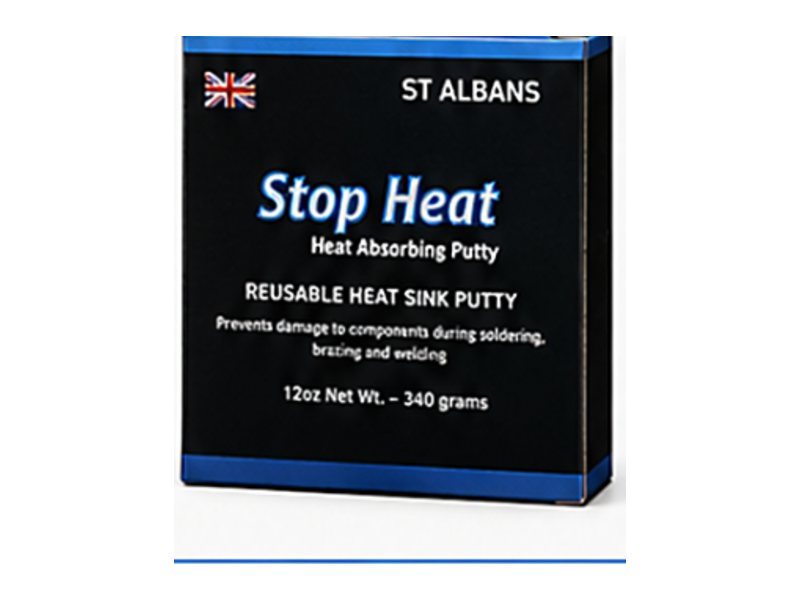 ST ALBANS
Stop Heat
Heat Absorbing Putty
REUSABLE HEAT SINK PUTTY
Prevents damage to components during soldering,
brazing and welding
12oz Net Wt. – 340 grams